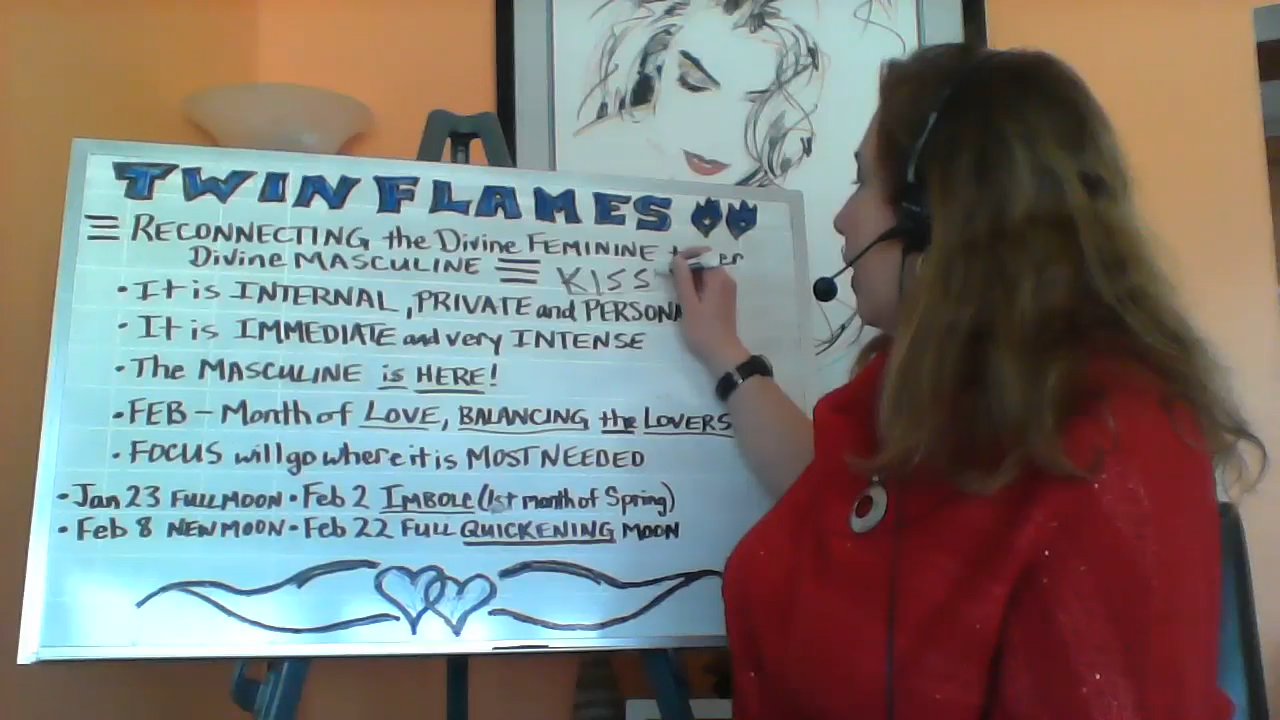 TWIN FLAMES
≡ RECONNECTING the Divine FEMININE
Divine MASCULINE ≡ KISS
• It is INTERNAL, PRIVATE and PERSONA
• It is IMMEDIATE and very INTENSE
• The MASCULINE is HERE!
• FEB - Month of LOVE, BALANCING the LOVERS
• FOCUS will go where it is MOST NEEDED
• Jan 23 FULL MOON • Feb 2 IMBOLC (1st month of Spring)
• Feb 8 NEW MOON • Feb 22 FULL QUICKENING MOON